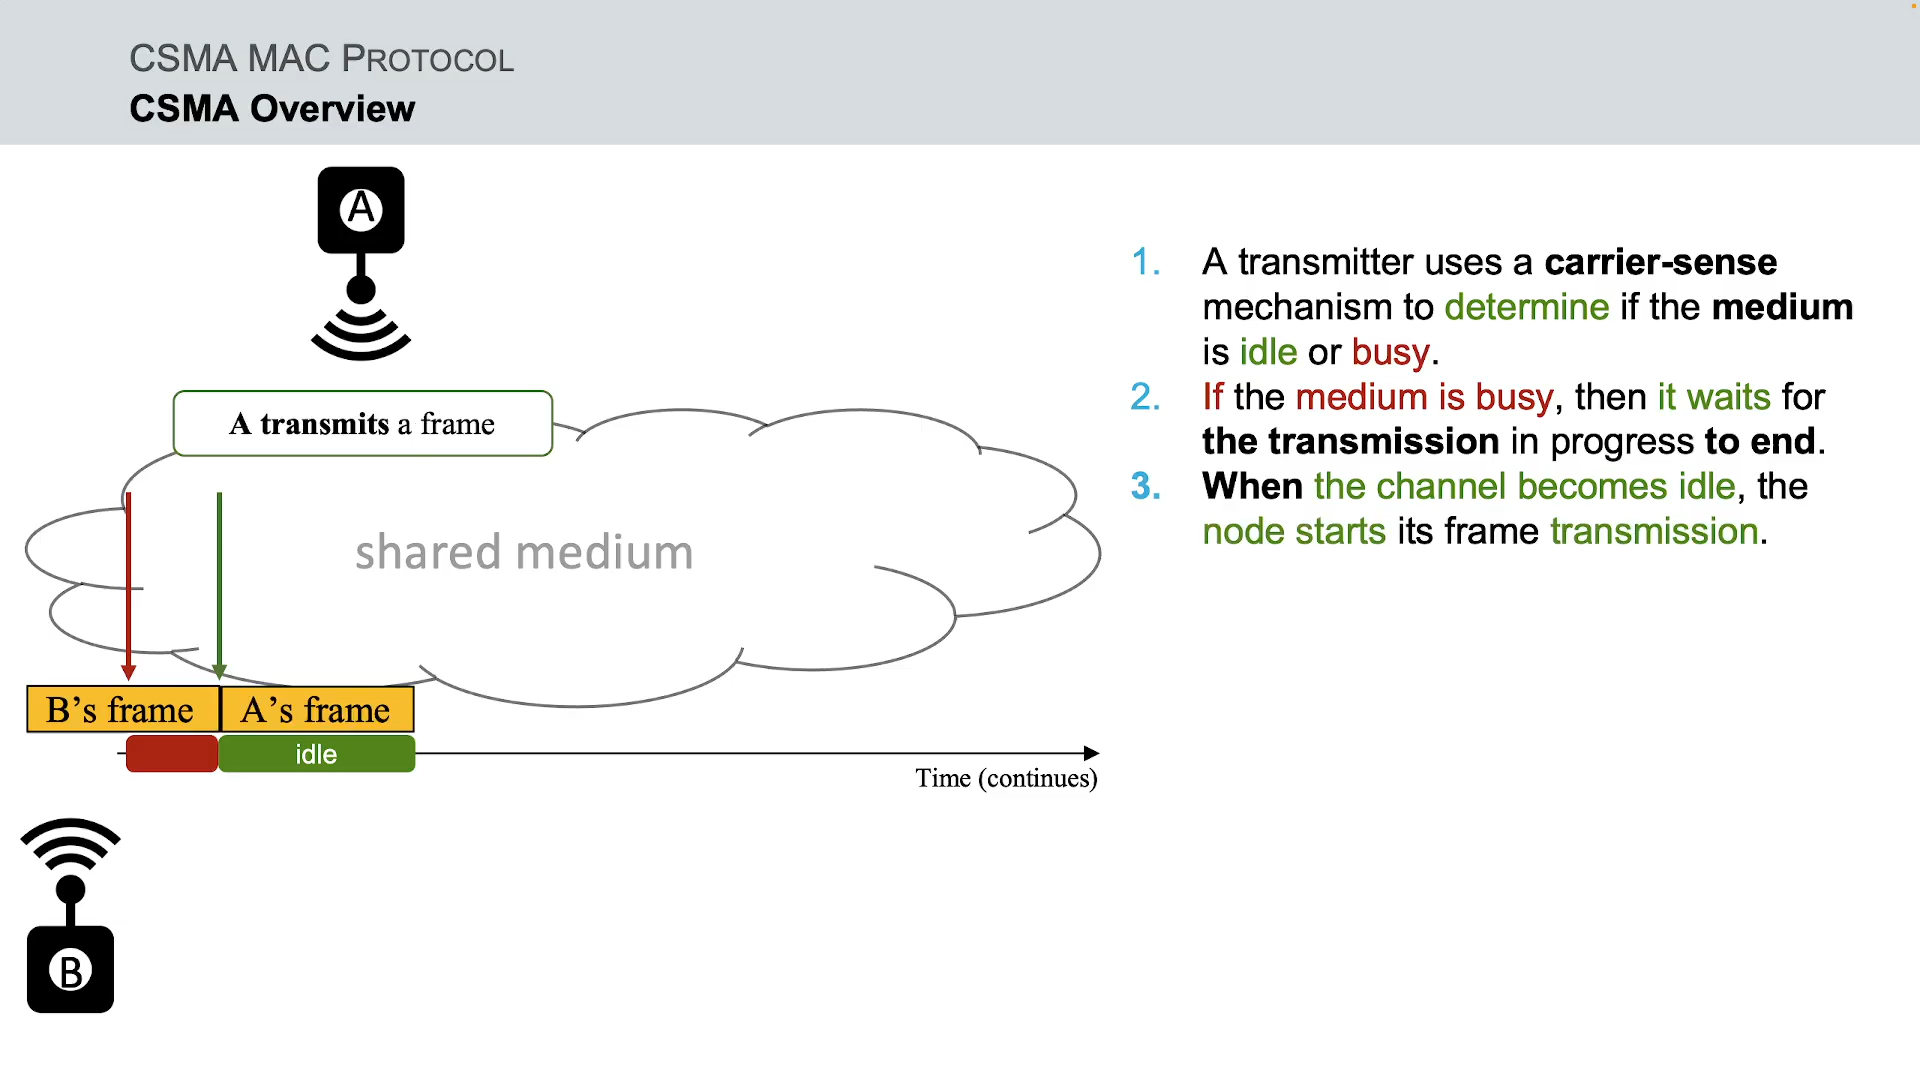 CSMA MAC PROTOCOL
CSMA Overview
A
A transmits a frame
shared medium
B’s frame
A’s frame
idle
Time (continues)
B
1. A transmitter uses a carrier-sense
mechanism to determine if the medium
is idle or busy.
2. If the medium is busy, then it waits for
the transmission in progress to end.
3. When the channel becomes idle, the
node starts its frame transmission.